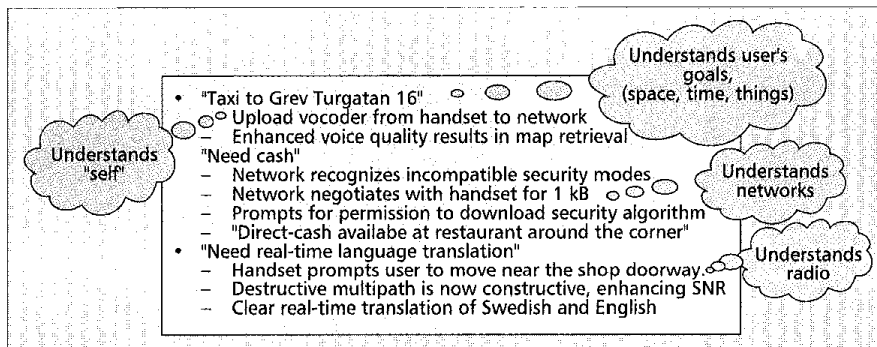 Understands user's
goals,
(space, time, things)
• "Taxi to Grev Turgatan 16"
– Upload vocoder from handset to network
– Enhanced voice quality results in map retrieval
Understands
"self"
"Need cash"
– Network recognizes incompatible security modes
– Network negotiates with handset for 1 kB
– Prompts for permission to download security algorithm
– "Direct-cash availabe at restaurant around the corner"
Understands
networks
• "Need real-time language translation"
– Handset prompts user to move near the shop doorway.
– Destructive multipath is now constructive, enhancing SNR
– Clear real-time translation of Swedish and English
Understands
radio